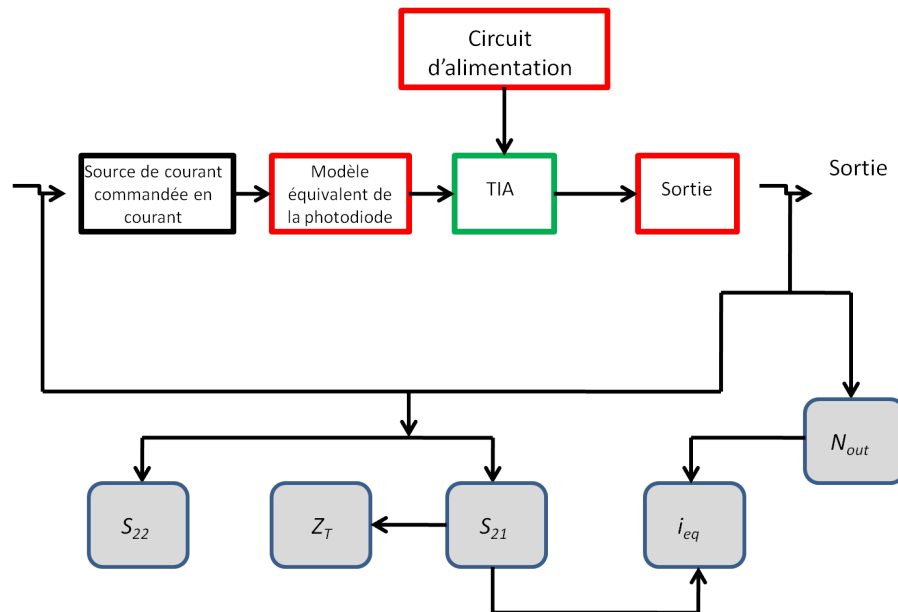 Circuit
d'alimentation
Source de courant
commandée en
courant
Modèle
équivalent de
la photodiode
TIA
Sortie
Sortie
N_out
S_22
Z_T
S_21
i_eq